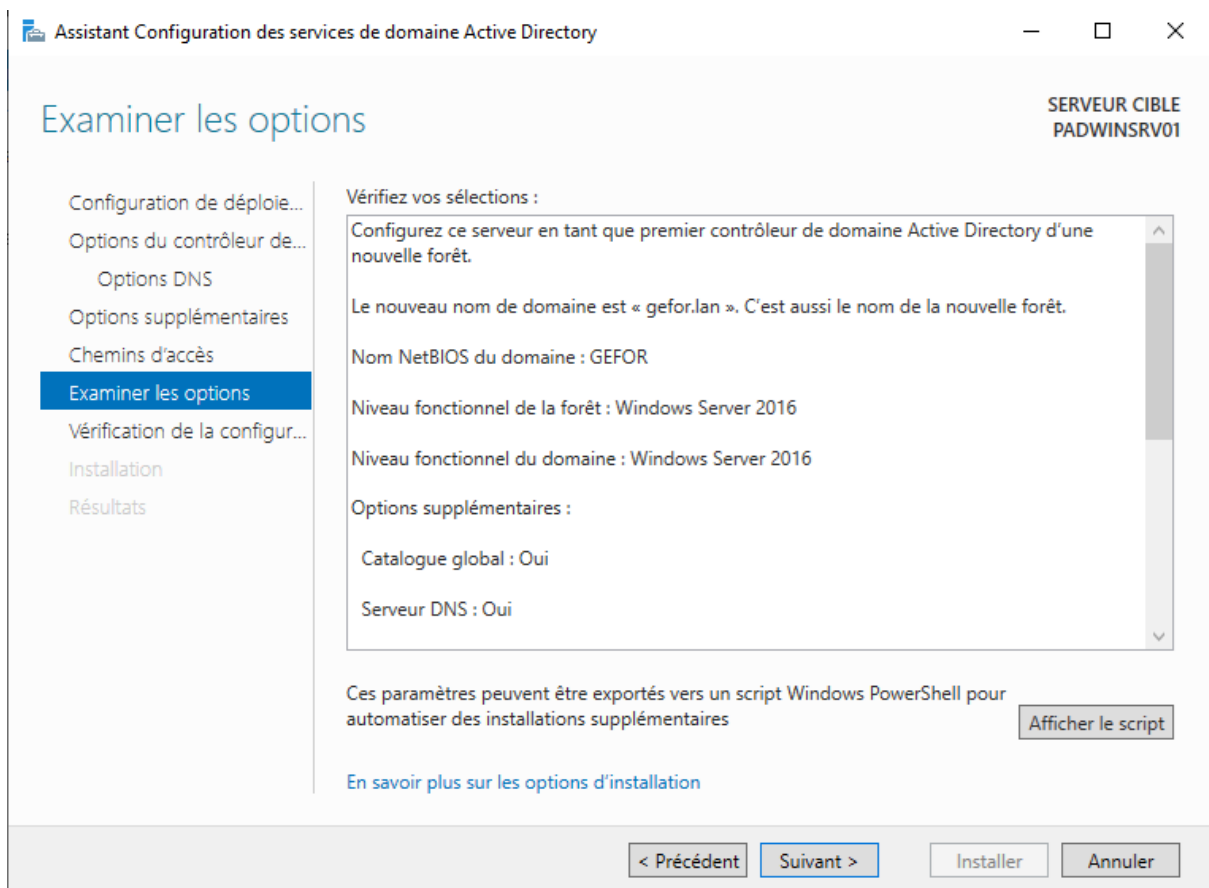 Assistant Configuration des services de domaine Active Directory
Examiner les options
SERVEUR CIBLE
PADWINSRV01
Configuration de déploie...
Options du contrôleur de...
Options DNS
Options supplémentaires
Chemins d’accès
Examiner les options
Vérification de la configur...
Installation
Résultats
Vérifiez vos sélections :
Configurez ce serveur en tant que premier contrôleur de domaine Active Directory d’une
nouvelle forêt.
Le nouveau nom de domaine est « gefor.lan ». C’est aussi le nom de la nouvelle forêt.
Nom NetBIOS du domaine : GEFOR
Niveau fonctionnel de la forêt : Windows Server 2016
Niveau fonctionnel du domaine : Windows Server 2016
Options supplémentaires :
Catalogue global : Oui
Serveur DNS : Oui
Ces paramètres peuvent être exportés vers un script Windows PowerShell pour
automatiser des installations supplémentaires
Afficher le script
En savoir plus sur les options d’installation
< Précédent
Suivant >
Installer
Annuler